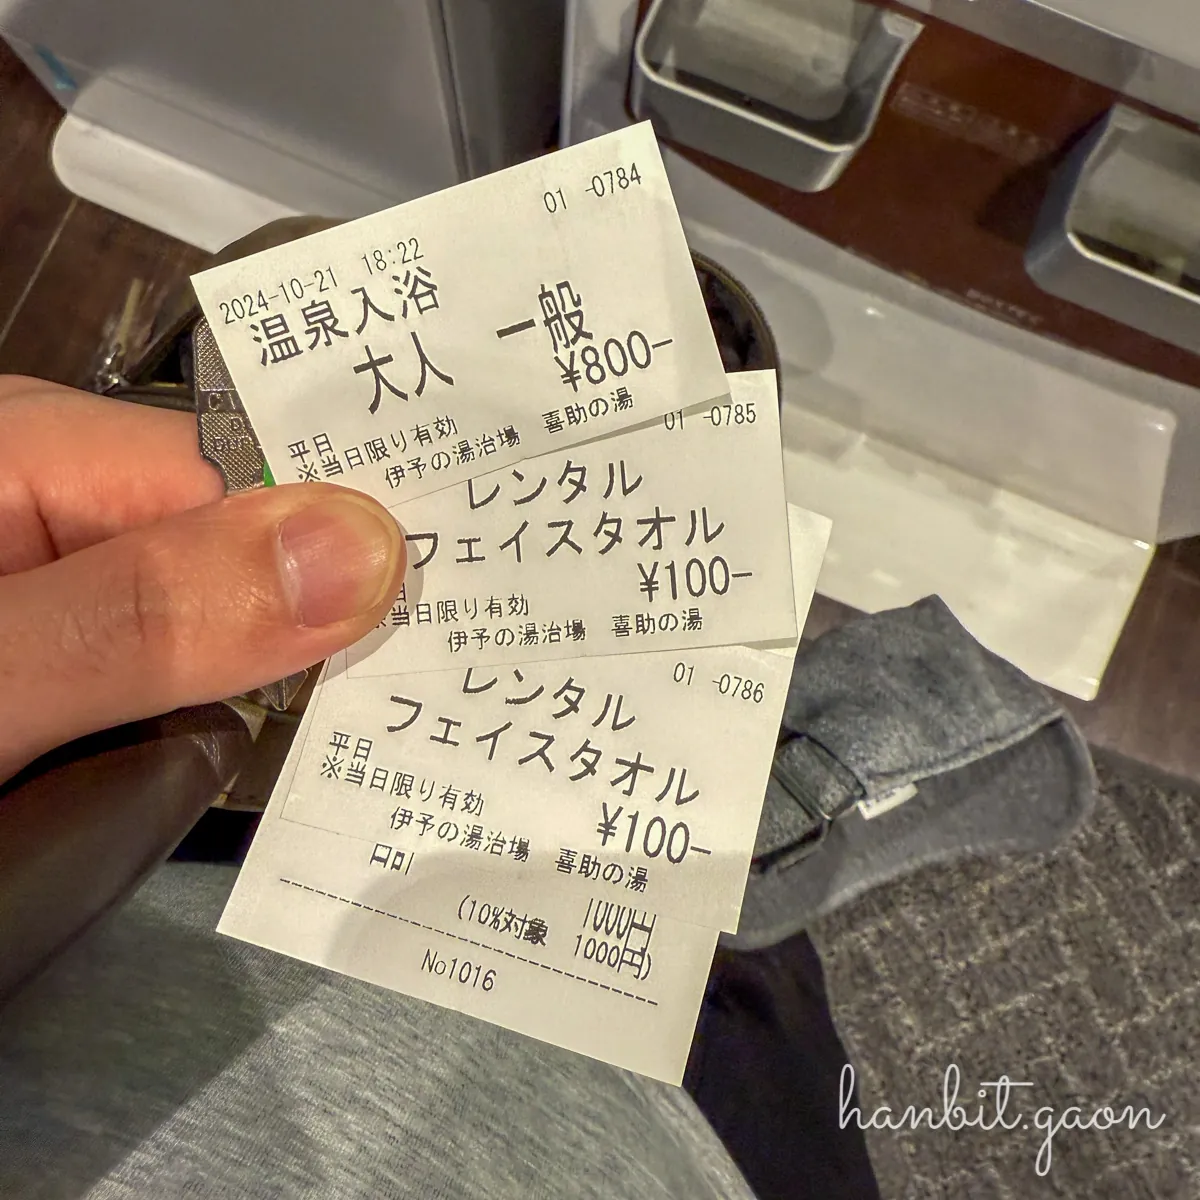 01 -0784
2024-10-21 18:22
温泉入浴
大人 一般
¥800-
平日
※当日限り有効
伊予の湯治場 喜助の湯
01 -0785
レンタル
フェイスタオル
¥100-
当日限り有効
伊予の湯治場 喜助の湯
01 -0786
レンタル
フェイスタオル
¥100-
平日
※当日限り有効
伊予の湯治場 喜助の湯
1000円
(10%対象 1000円)
No1016
hanbit.gaon